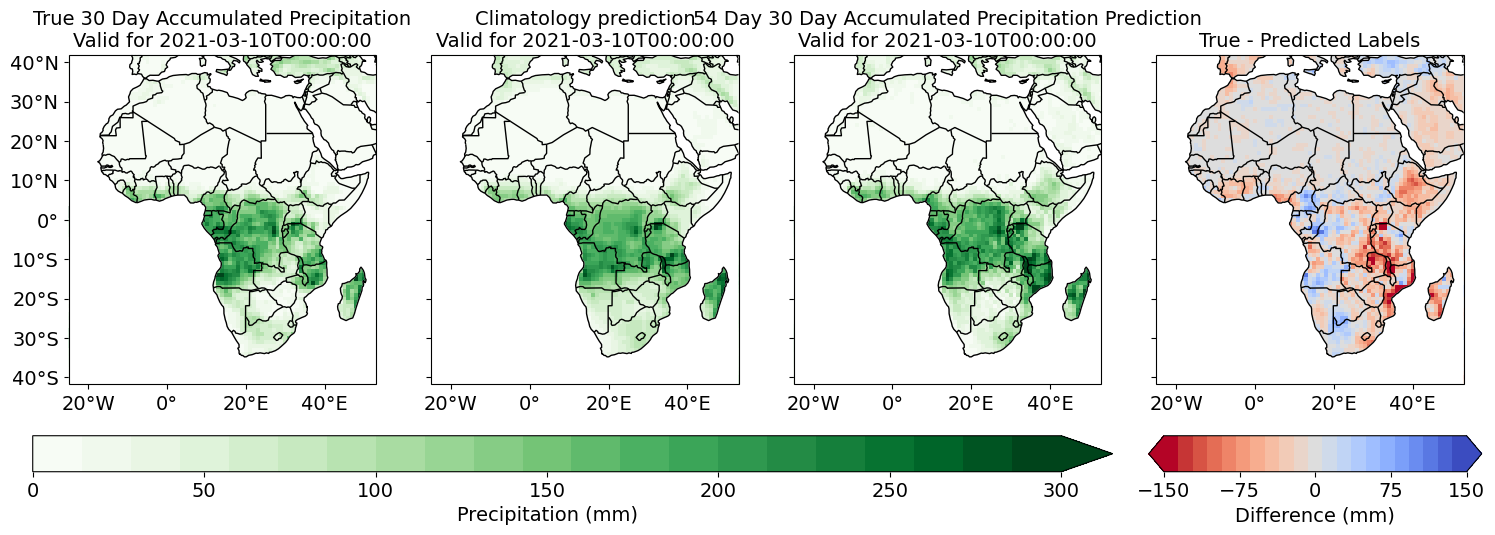 True 30 Day Accumulated Precipitation
Valid for 2021-03-10T00:00:00
Climatology prediction
Valid for 2021-03-10T00:00:00
54 Day 30 Day Accumulated Precipitation Prediction
Valid for 2021-03-10T00:00:00
True - Predicted Labels
40°N
30°N
20°N
10°N
0°
10°S
20°S
30°S
40°S
20°W 0° 20°E 40°E
20°W 0° 20°E 40°E
20°W 0° 20°E 40°E
20°W 0° 20°E 40°E
0 50 100 150 200 250 300
Precipitation (mm)
−150 −75 0 75 150
Difference (mm)